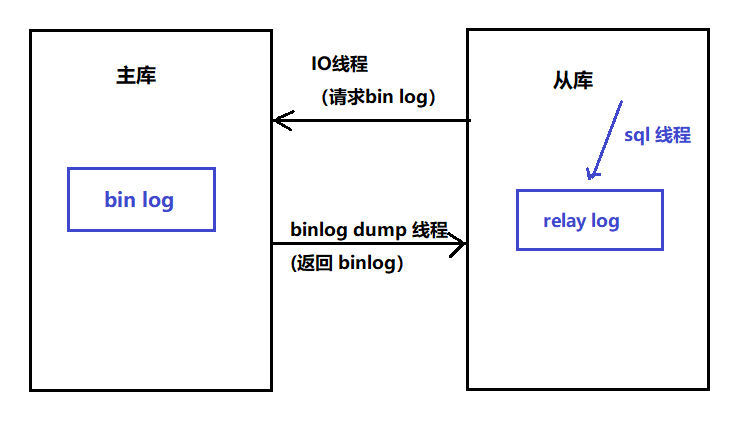 主库
IO线程
（请求bin log）
从库
sql 线程
bin log
relay log
binlog dump 线程
(返回 binlog）